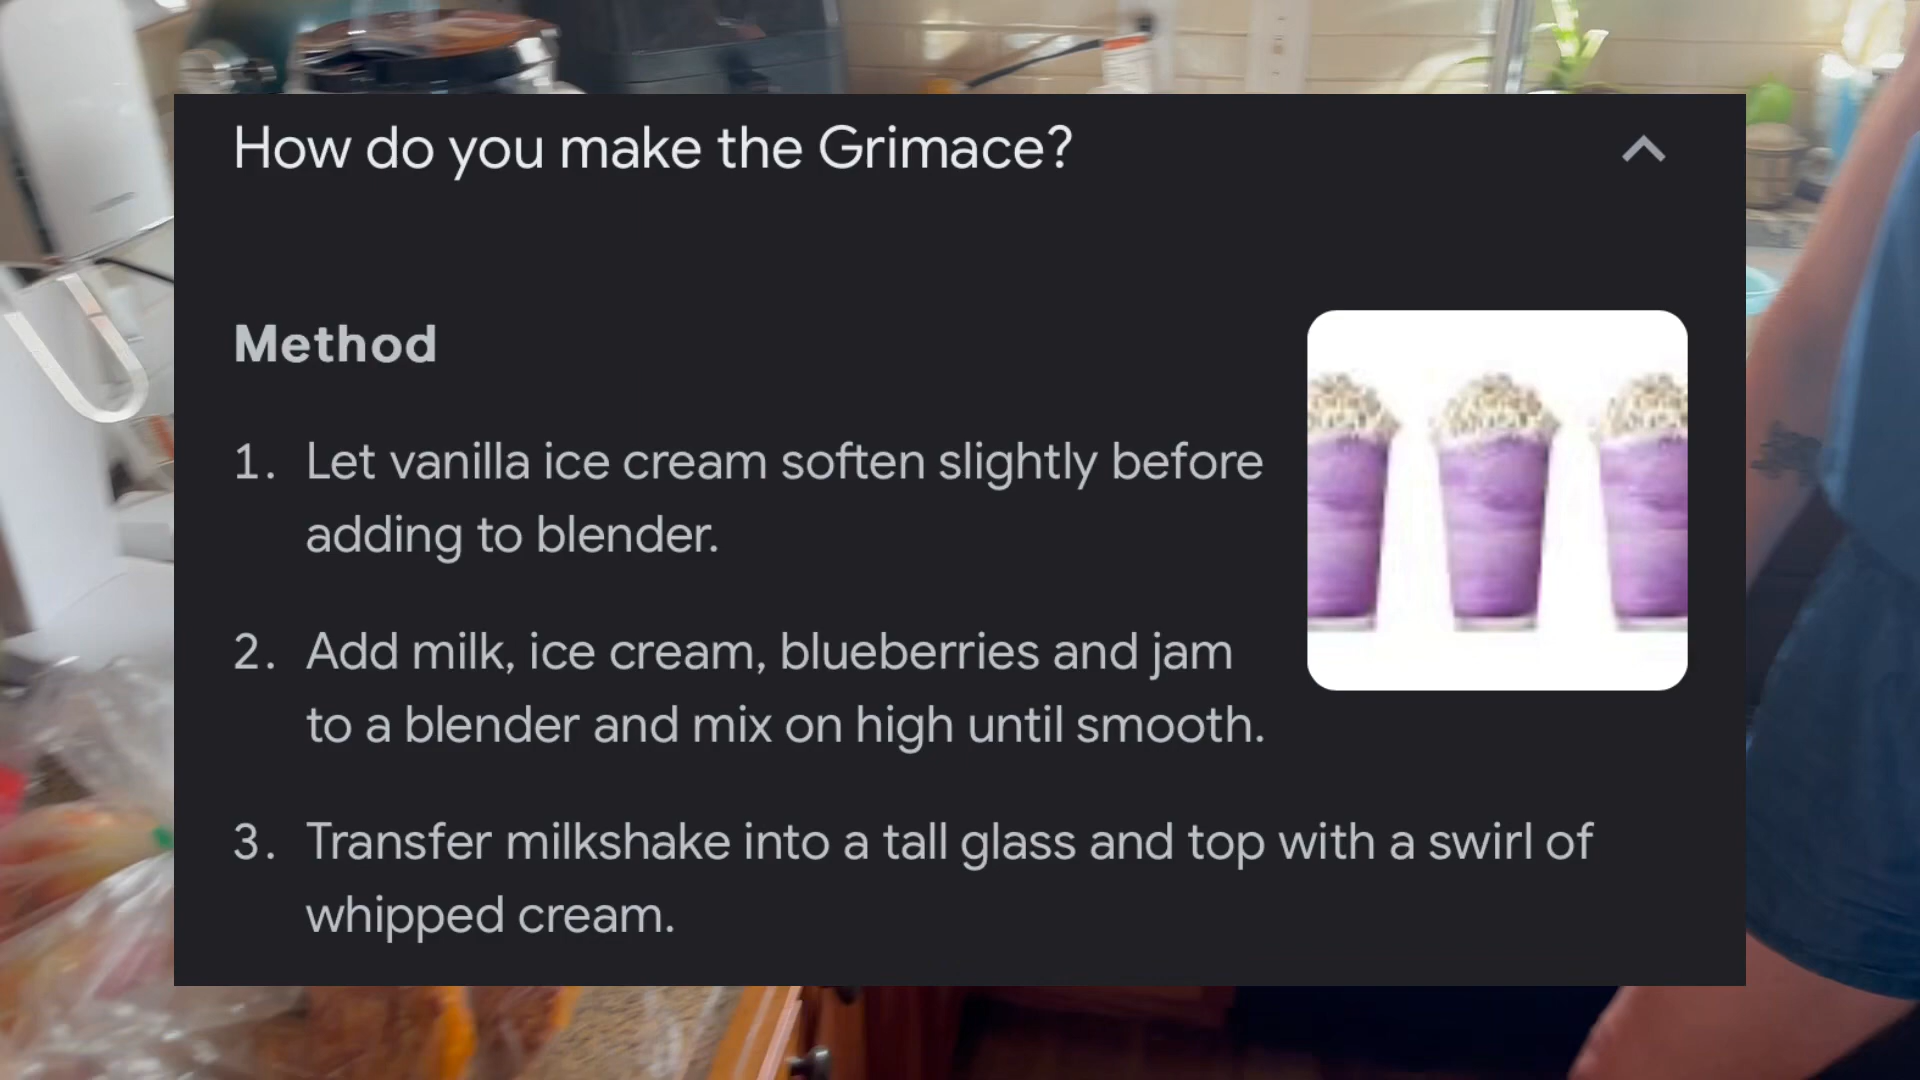 How do you make the Grimace?
Method
1. Let vanilla ice cream soften slightly before
adding to blender.
2. Add milk, ice cream, blueberries and jam
to a blender and mix on high until smooth.
3. Transfer milkshake into a tall glass and top with a swirl of
whipped cream.